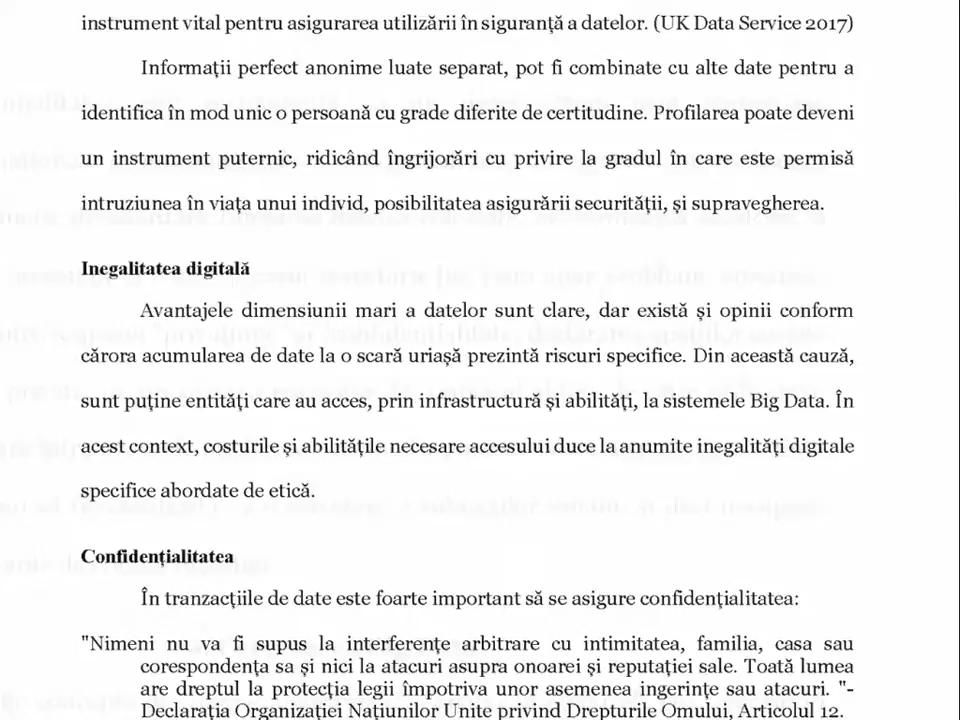 instrument vital pentru asigurarea utilizării în siguranță a datelor. (UK Data Service 2017)
Informații perfect anonime luate separat, pot fi combinate cu alte date pentru a
identifica în mod unic o persoană cu grade diferite de certitudine. Profilarea poate deveni
un instrument puternic, ridicând îngrijorări cu privire la gradul în care este permisă
intruziunea în viața unui individ, posibilitatea asigurării securității, și supravegherea.
Inegalitatea digitală
Avantajele dimensiunii mari a datelor sunt clare, dar există și opinii conform
cărora acumularea de date la o scară uriașă prezintă riscuri specifice. Din această cauză,
sunt puține entități care au acces, prin infrastructură și abilități, la sistemele Big Data. În
acest context, costurile și abilitățile necesare accesului duce la anumite inegalități digitale
specifice abordate de etică.
Confidențialitatea
În tranzacțiile de date este foarte important să se asigure confidențialitatea:
"Nimeni nu va fi supus la interferențe arbitrare cu intimitatea, familia, casa sau
corespondența sa și nici la atacuri asupra onoarei și reputației sale. Toată lumea
are dreptul la protecția legii împotriva unor asemenea ingerințe sau atacuri. "-
Declarația Organizației Națiunilor Unite privind Drepturile Omului, Articolul 12.